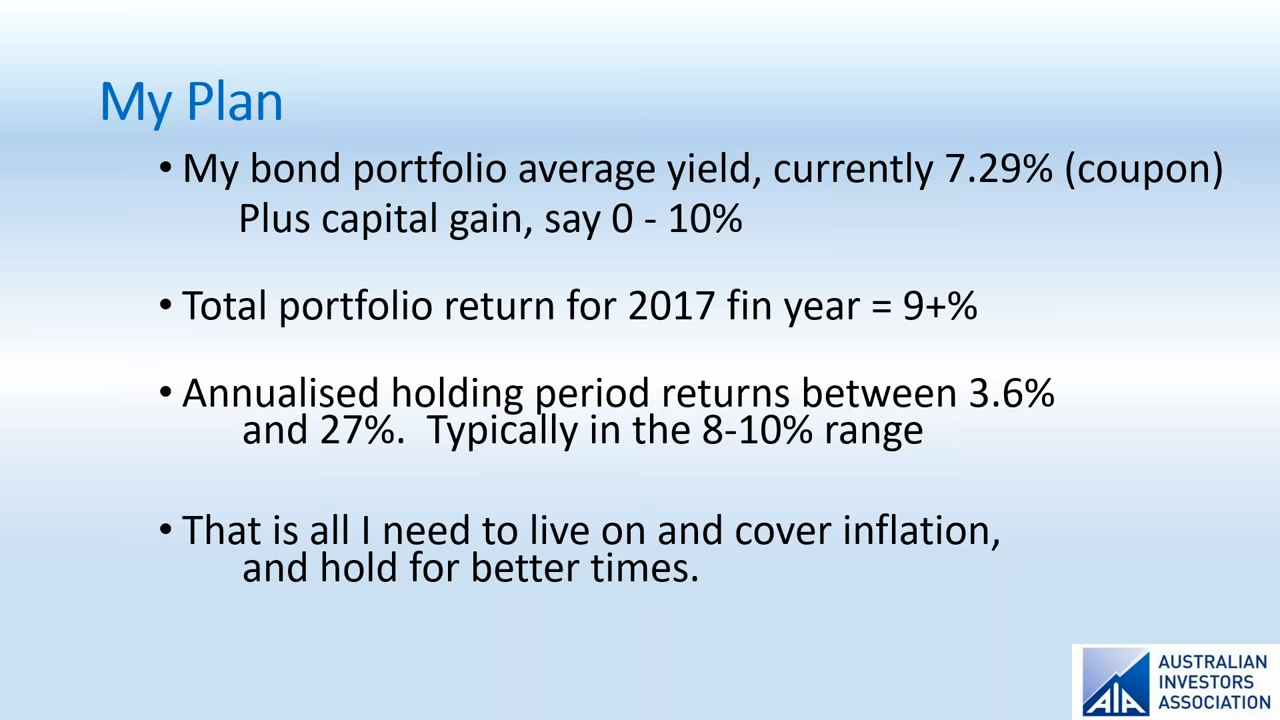 My Plan
• My bond portfolio average yield, currently 7.29% (coupon)
Plus capital gain, say 0 - 10%
• Total portfolio return for 2017 fin year = 9+%
• Annualised holding period returns between 3.6%
and 27%.  Typically in the 8-10% range
• That is all I need to live on and cover inflation,
and hold for better times.
AIA
AUSTRALIAN
INVESTORS
ASSOCIATION